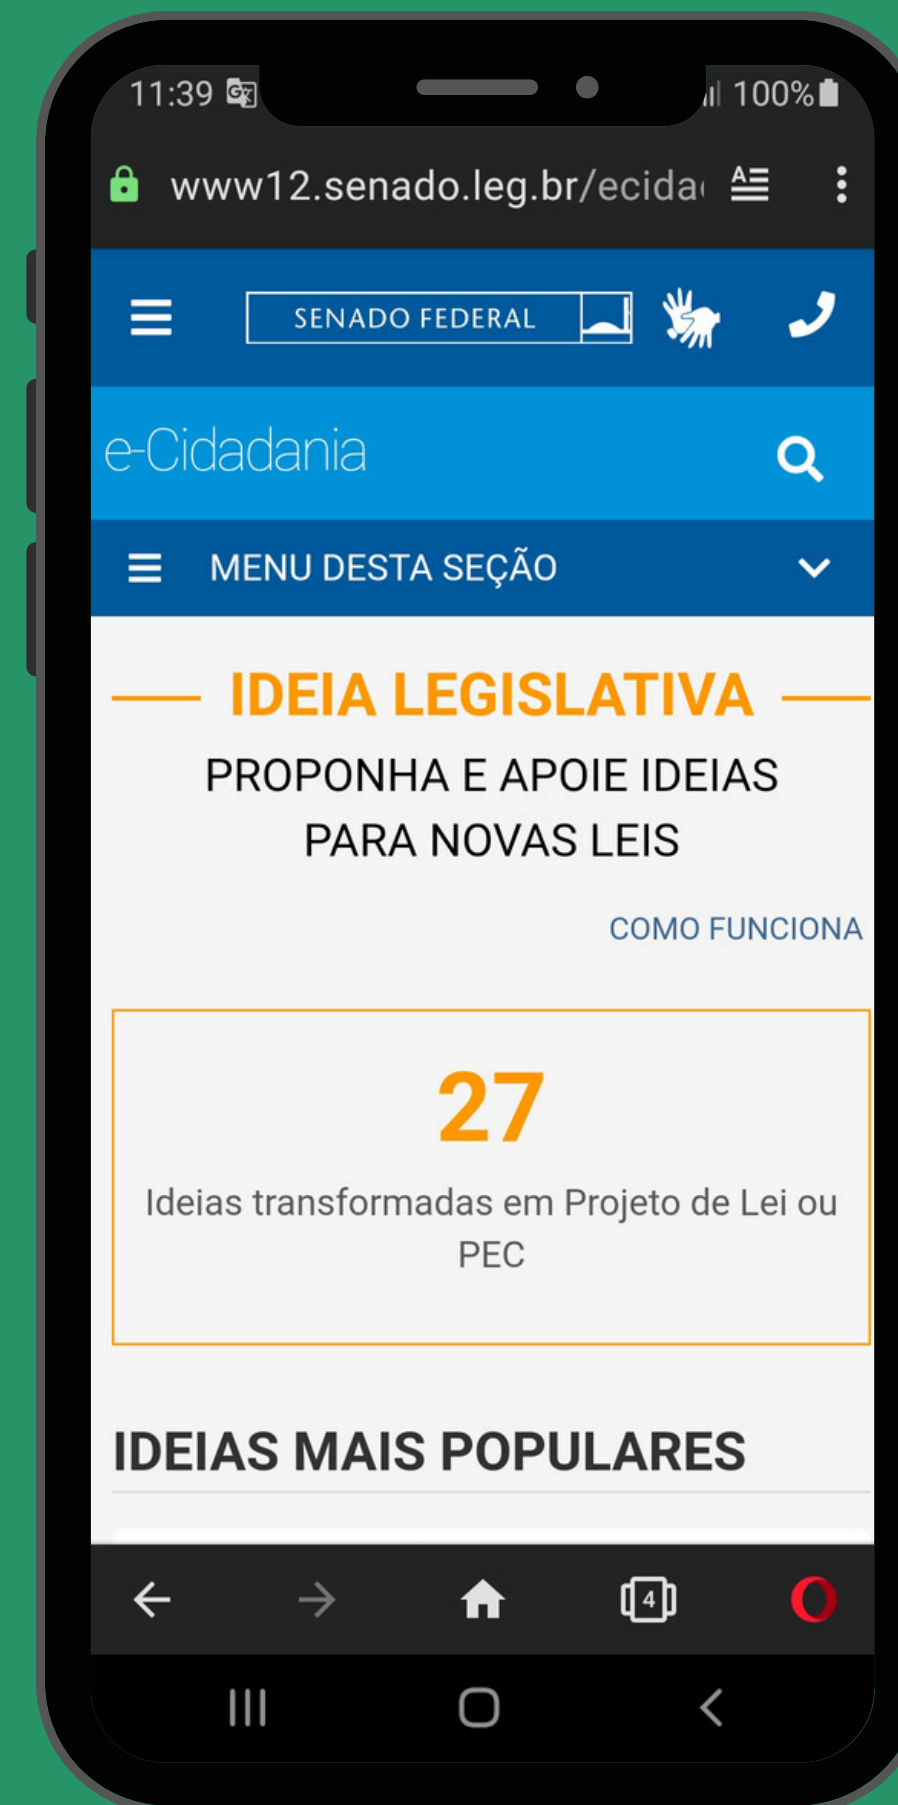 11:39
100%
www12.senado.leg.br/ecida
SENADO FEDERAL
e-Cidadania
MENU DESTA SEÇÃO
IDEIA LEGISLATIVA
PROPONHA E APOIE IDEIAS
PARA NOVAS LEIS
COMO FUNCIONA
27
Ideias transformadas em Projeto de Lei ou
PEC
IDEIAS MAIS POPULARES
4